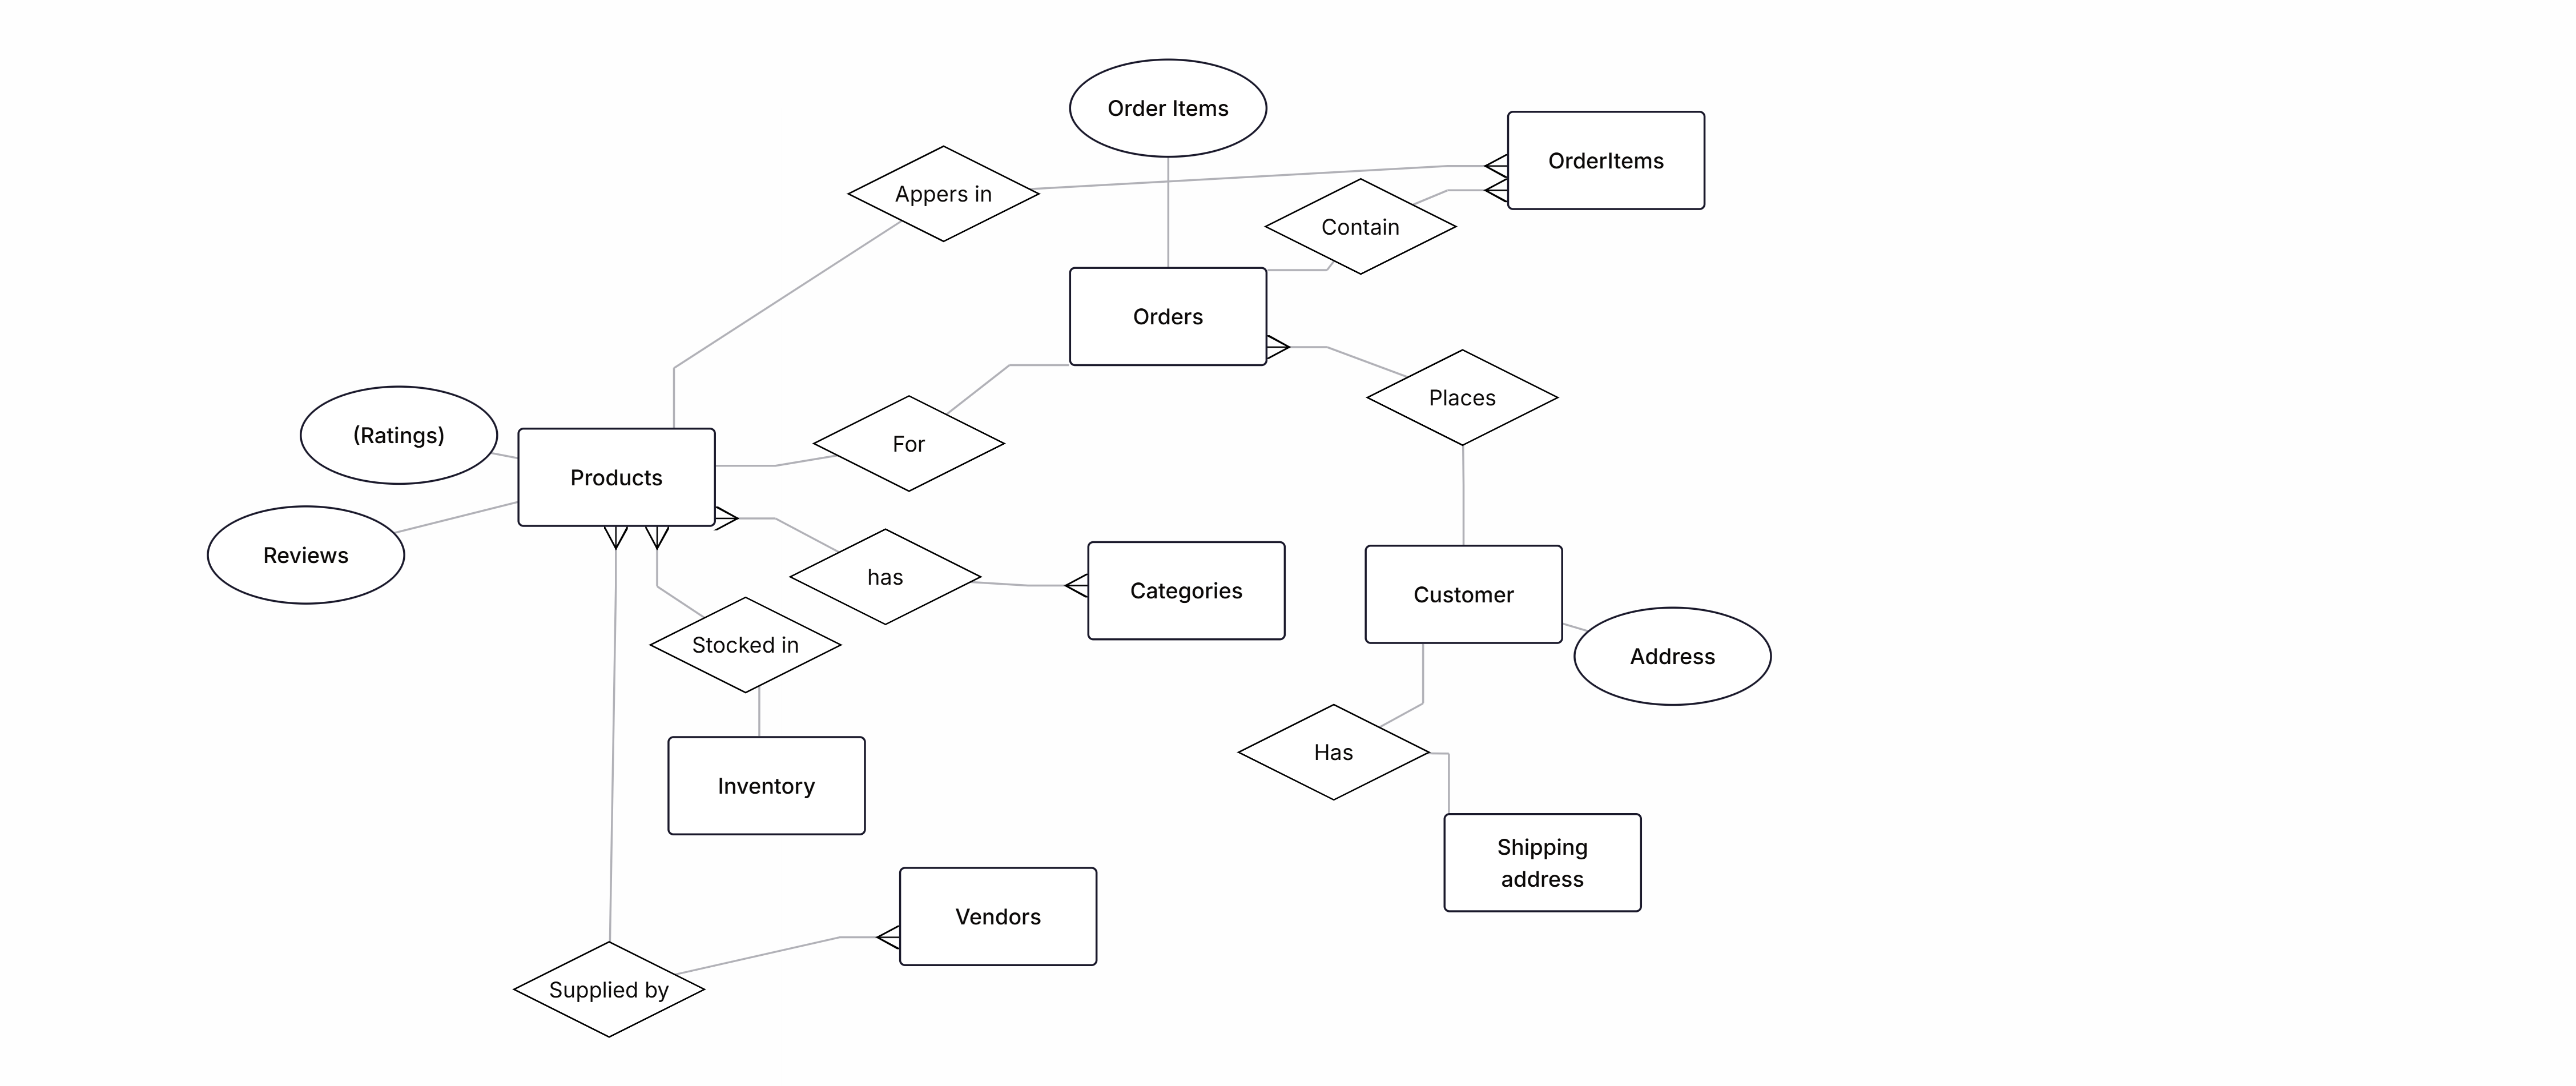 Order Items
OrderItems
Appers in
Contain
Orders
Places
(Ratings)
For
Products
Reviews
has
Categories
Customer
Stocked in
Address
Has
Inventory
Shipping
address
Vendors
Supplied by